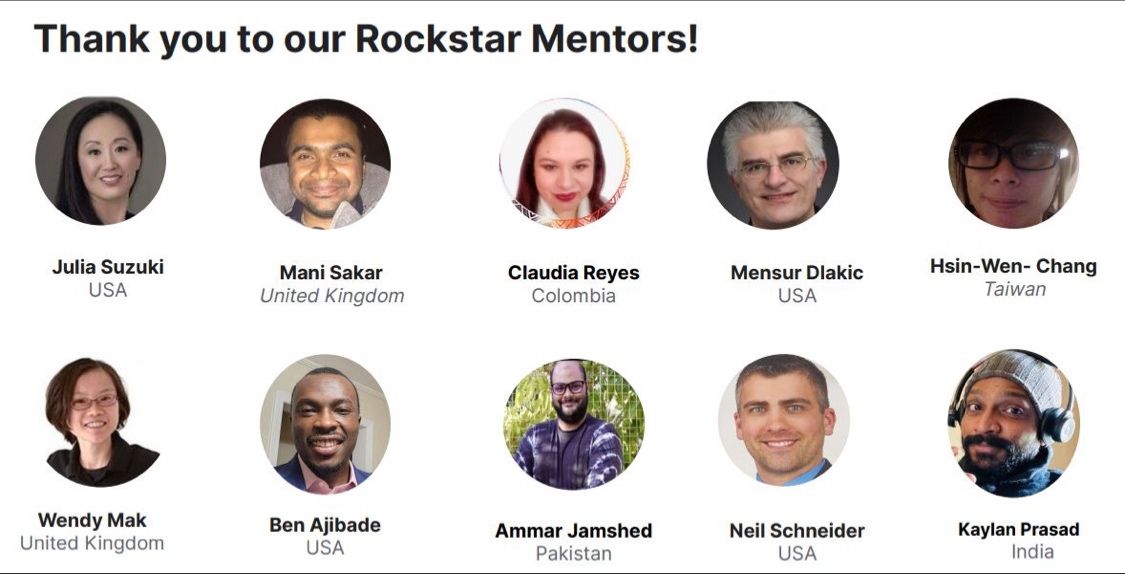 Thank you to our Rockstar Mentors!
Julia Suzuki
USA
Mani Sakar
United Kingdom
Claudia Reyes
Colombia
Mensur Dlakic
USA
Hsin-Wen- Chang
Taiwan
Wendy Mak
United Kingdom
Ben Ajibade
USA
Ammar Jamshed
Pakistan
Neil Schneider
USA
Kaylan Prasad
India